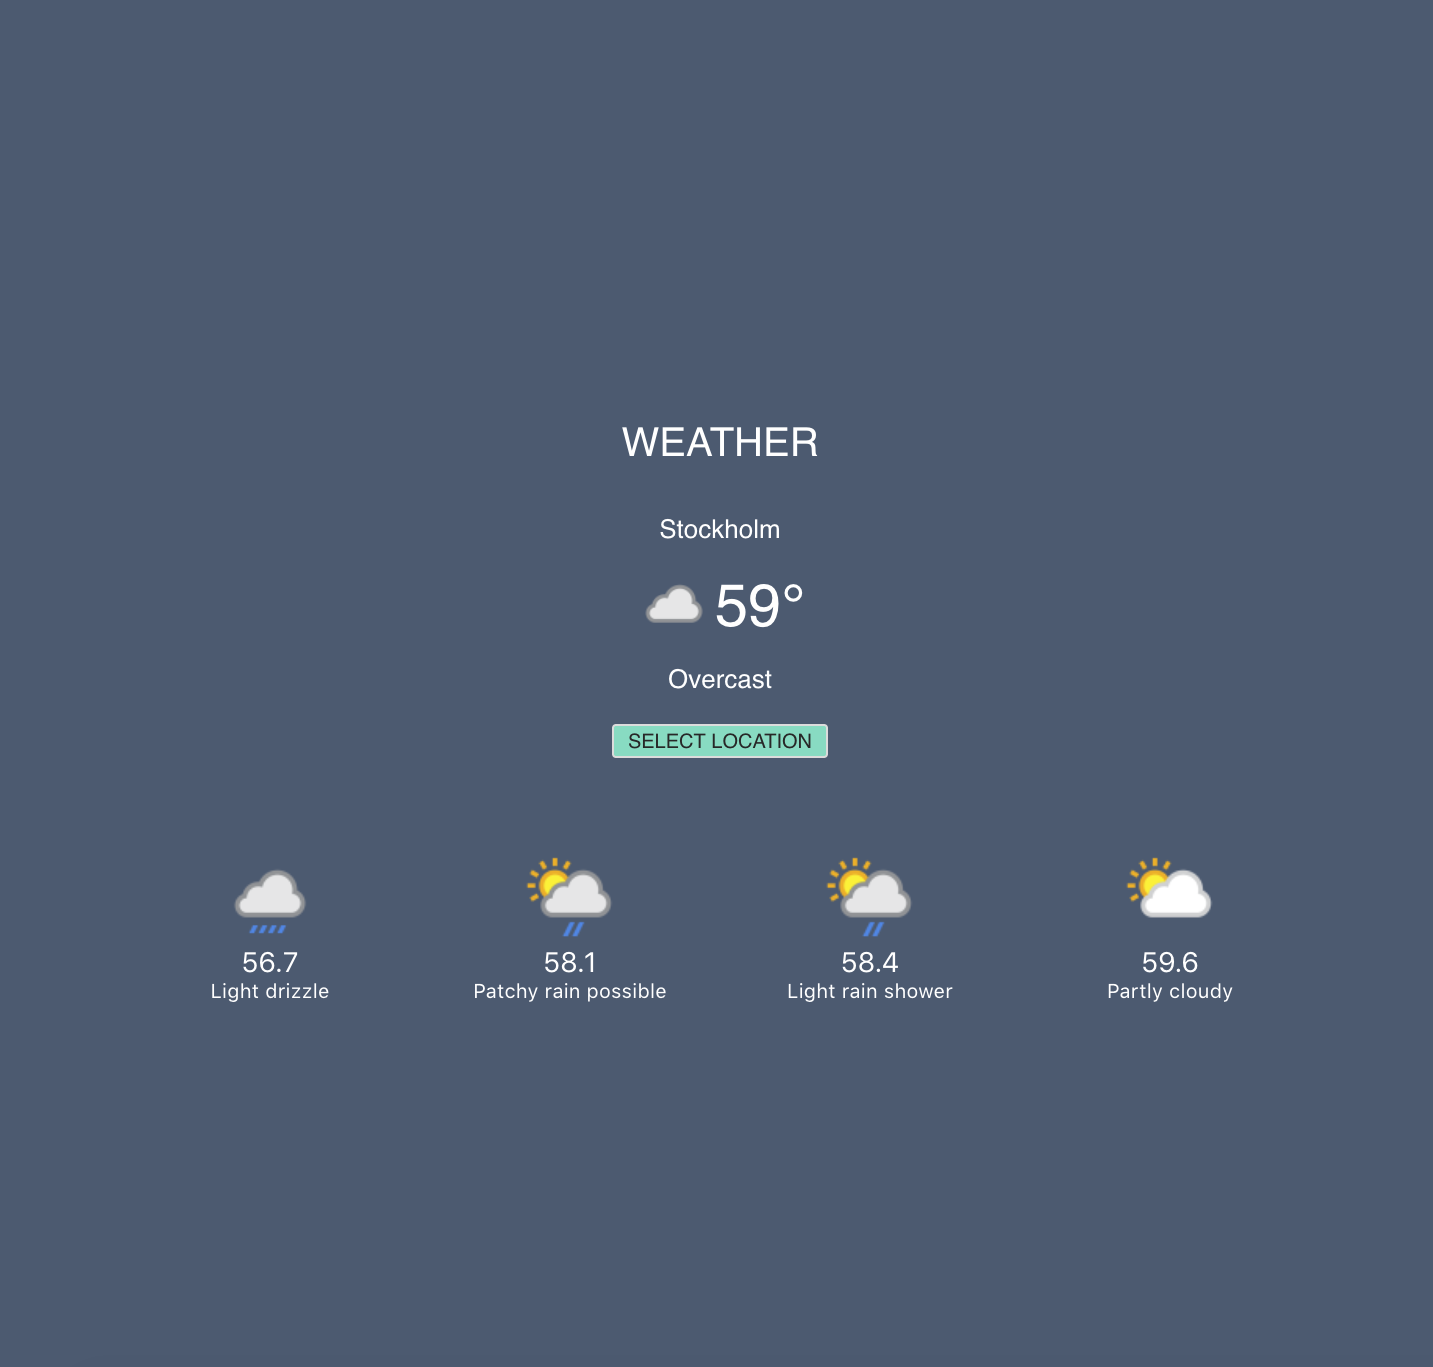 WEATHER
Stockholm
59°
Overcast
SELECT LOCATION
56.7
Light drizzle
58.1
Patchy rain possible
58.4
Light rain shower
59.6
Partly cloudy